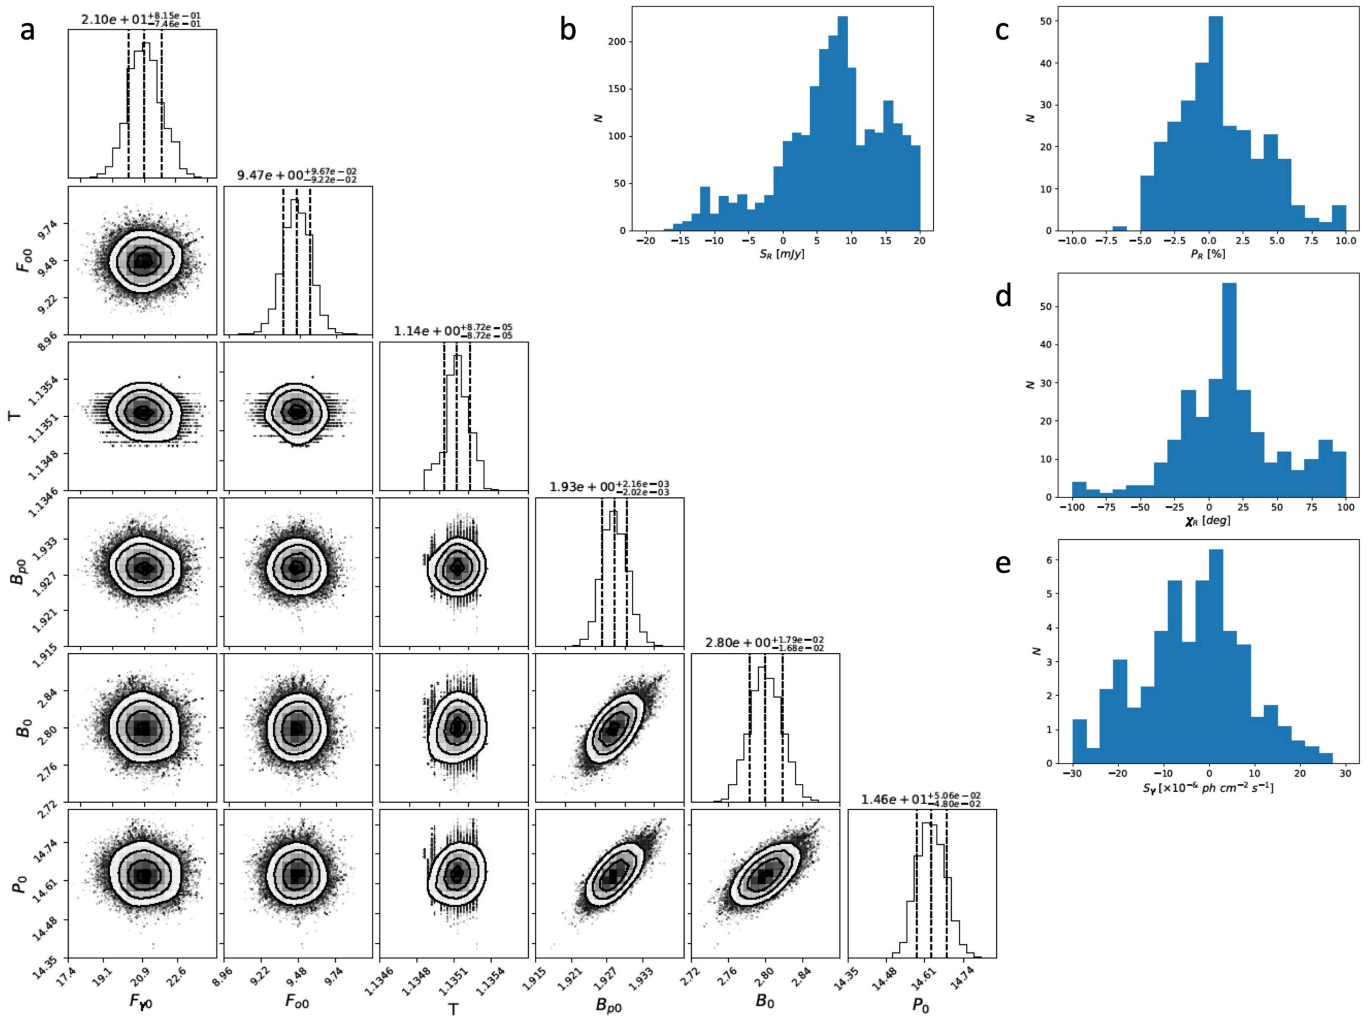 a
2.10e+01+8.15e−01
−7.46e−01
9.47e+00+9.67e−02
−9.22e−02
1.14e+00+8.72e−05
−8.72e−05
1.93e+00+2.16e−03
−2.02e−03
2.80e+00+1.79e−02
−1.68e−02
1.46e+01+5.06e−02
−4.80e−02
Fo0
9.74
9.48
9.22
8.96
T
1.1354
1.1351
1.1348
1.1346
Bp0
1.933
1.927
1.921
1.915
B0
2.84
2.80
2.76
2.72
P0
14.74
14.61
14.48
14.35
17.4 19.1 20.9 22.6
Fγ0
8.96 9.22 9.48 9.74
Fo0
1.1346 1.1348 1.1351 1.1354
T
1.915 1.921 1.927 1.933
Bp0
2.72 2.76 2.80 2.84
B0
14.35 14.48 14.61 14.74
P0
b
N
200
150
100
50
0
−20 −15 −10 −5 0 5 10 15 20
SR [mJy]
c
N
50
40
30
20
10
0
−10.0 −7.5 −5.0 −2.5 0.0 2.5 5.0 7.5 10.0
PR [%]
d
N
50
40
30
20
10
0
−100 −75 −50 −25 0 25 50 75 100
χR [deg]
e
N
6
5
4
3
2
1
0
−30 −20 −10 0 10 20 30
Sγ [×10 ph cm−2 s−1]